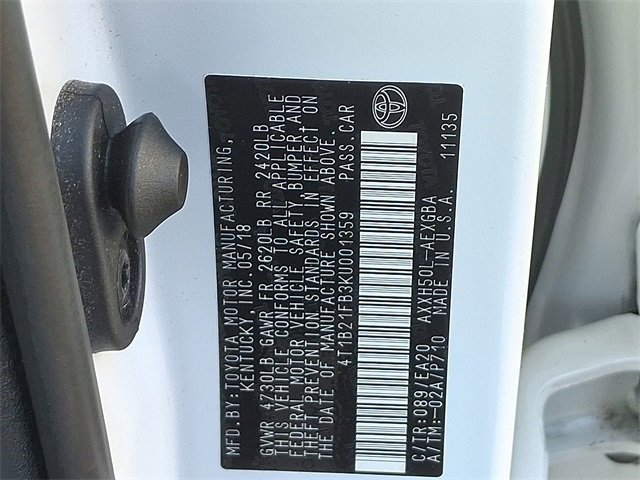 MFD.BY: TOYOTA MOTOR MANUFACTURING,
KENTUCKY, INC. 05/18
GVWR 4730LB GAWR FR 2620LB RR 2420LB
THIS VEHICLE CONFORMS TO ALL APPLICABLE
FEDERAL MOTOR VEHICLE SAFETY, BUMPER AND
THEFT PREVENTION STANDARDS IN EFFECT ON
THE DATE OF MANUFACTURE SHOWN ABOVE.
4T1B21FB3KU001359 PASS.CAR
C/TR:089/EA20 AXXH50L-AEXGBA
A/TM:-02A/P710 MADE IN U.S.A. 11135